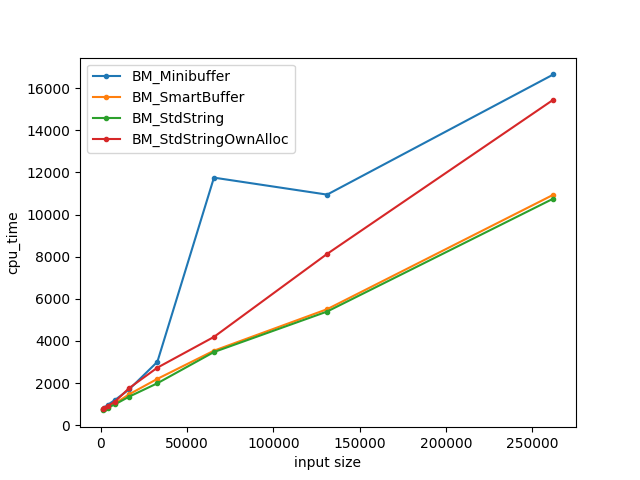 BM_Minibuffer
BM_SmartBuffer
BM_StdString
BM_StdStringOwnAlloc
cpu_time
16000
14000
12000
10000
8000
6000
4000
2000
0
0 50000 100000 150000 200000 250000
input size